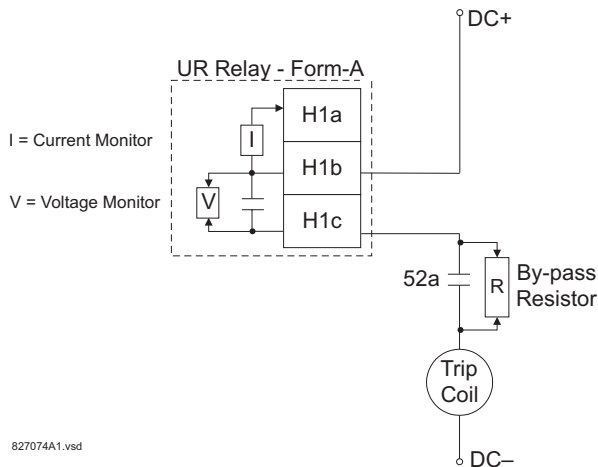 DC+
UR Relay - Form-A
I = Current Monitor
V = Voltage Monitor
I
V
H1a
H1b
H1c
52a
R
By-pass
Resistor
Trip
Coil
827074A1.vsd
DC–